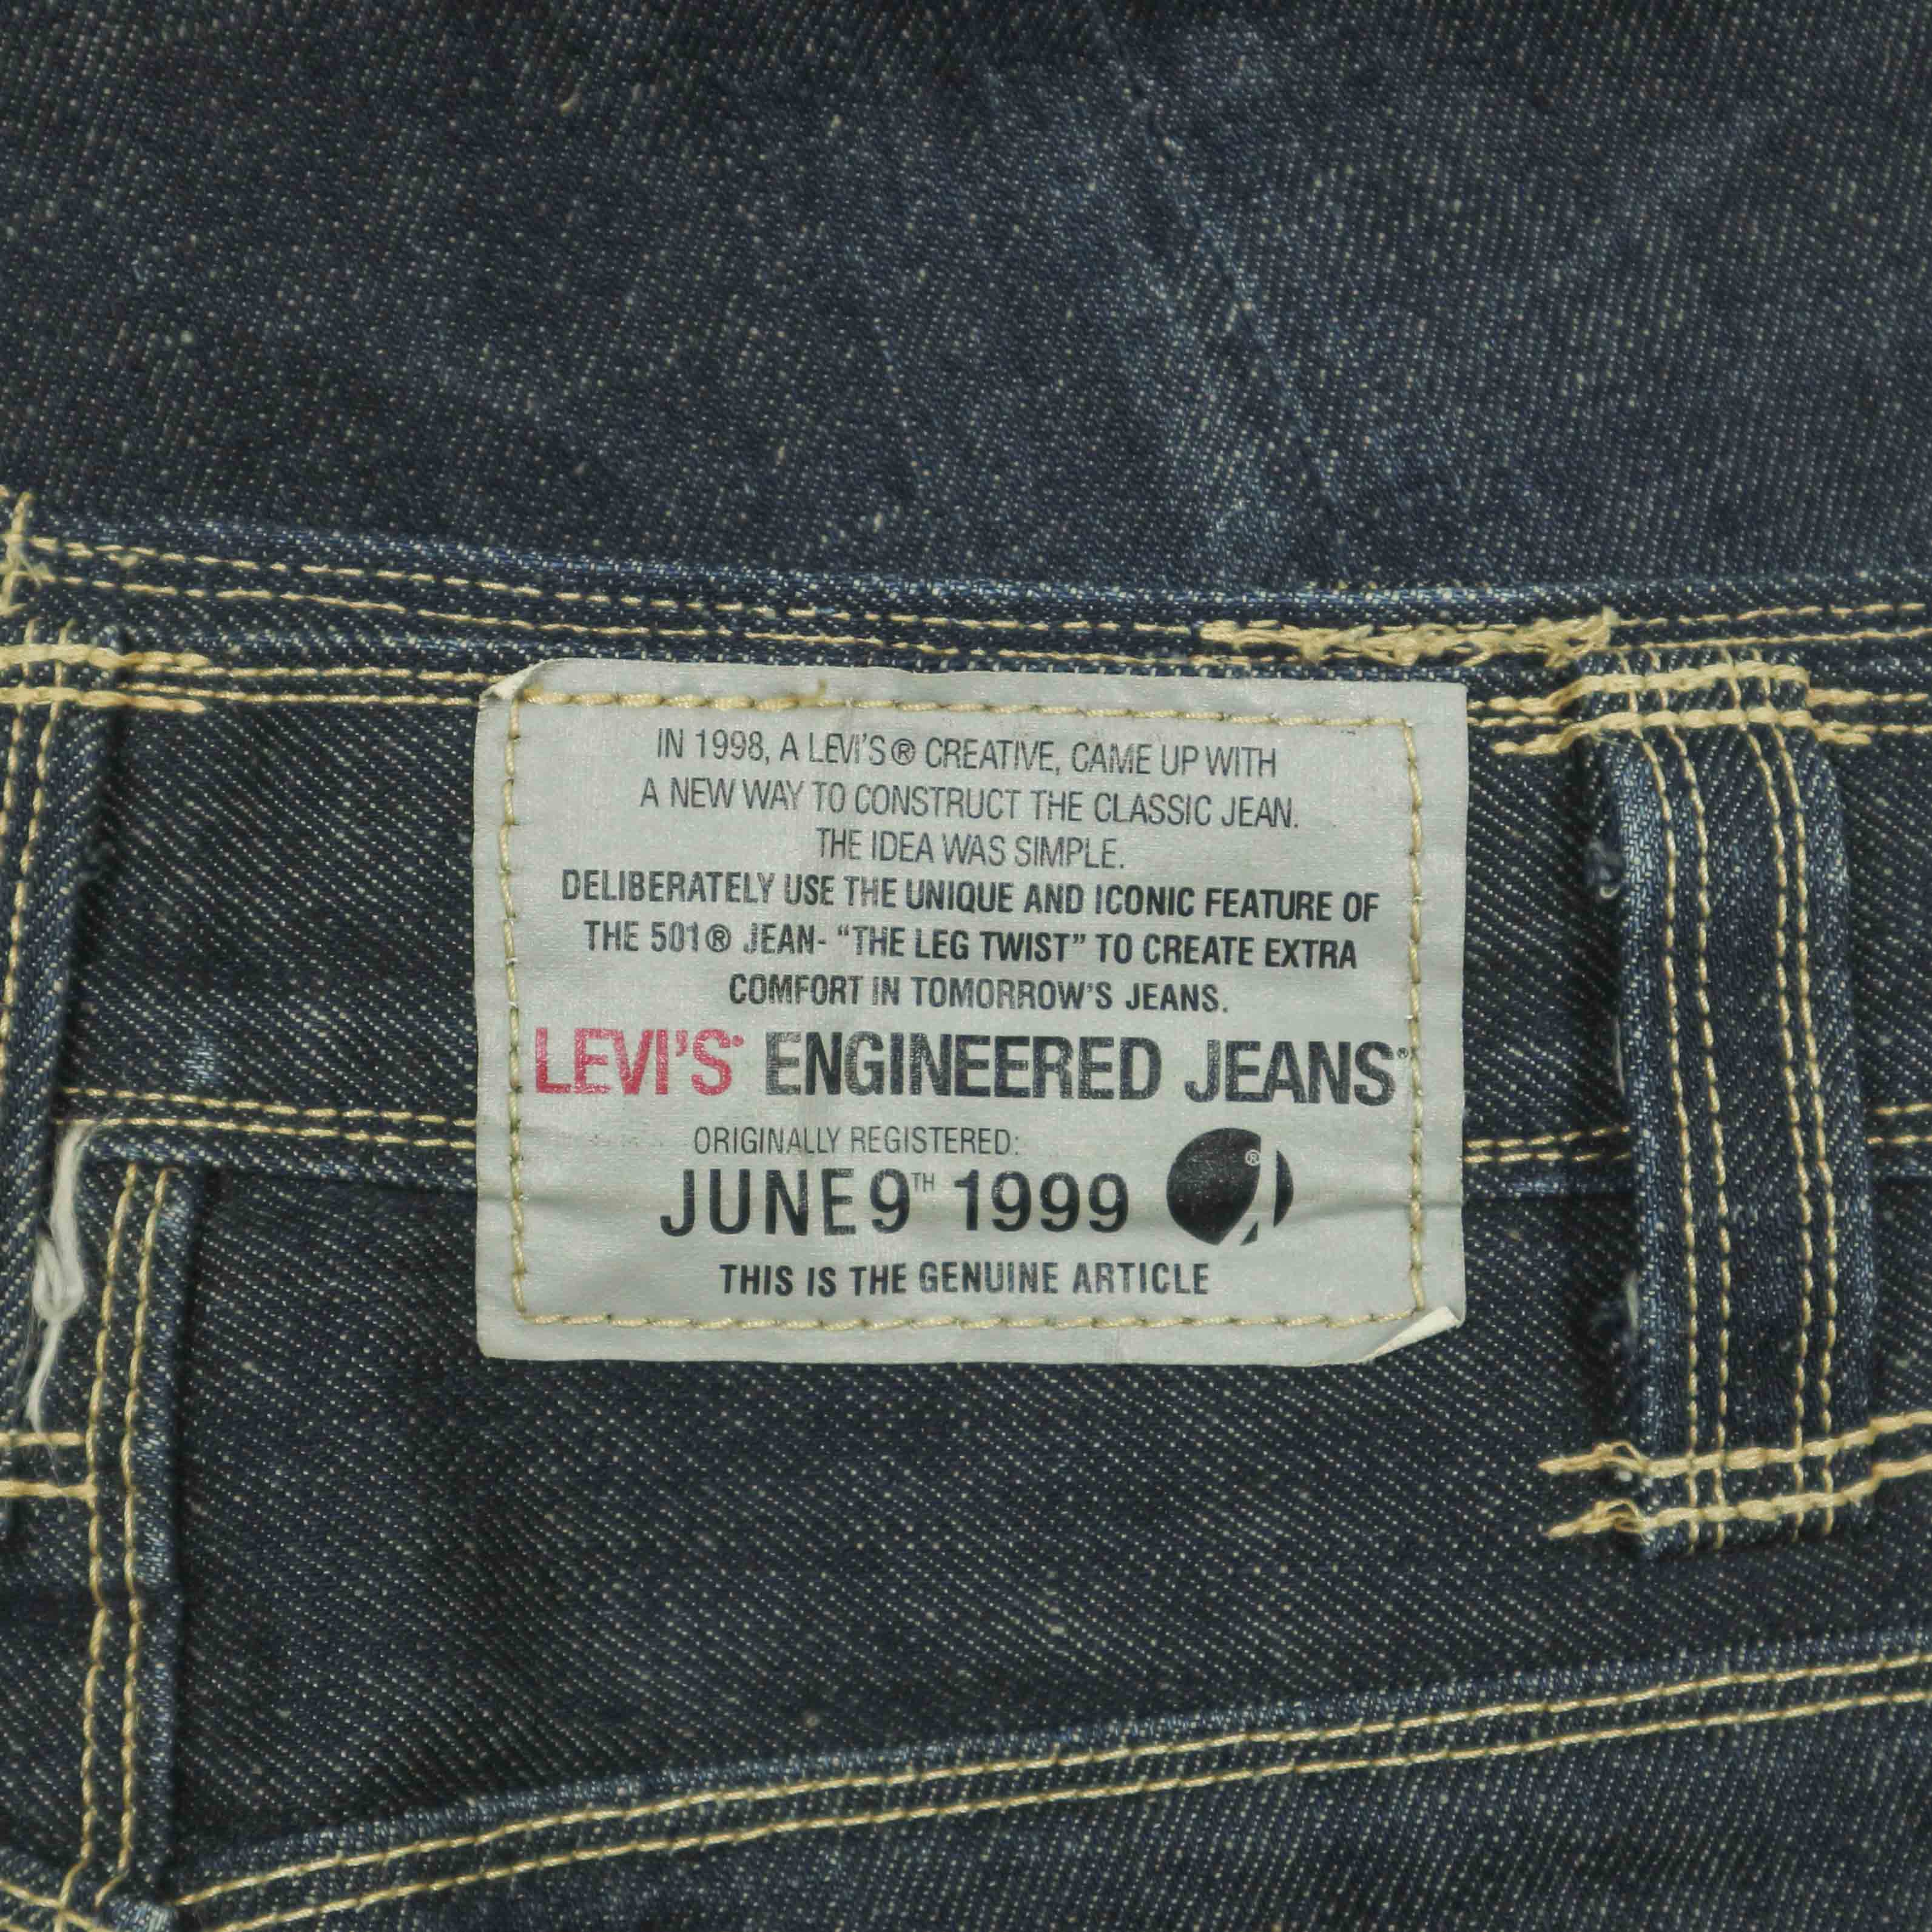 IN 1998, A LEVI'S® CREATIVE, CAME UP WITH
A NEW WAY TO CONSTRUCT THE CLASSIC JEAN.
THE IDEA WAS SIMPLE.
DELIBERATELY USE THE UNIQUE AND ICONIC FEATURE OF
THE 501® JEAN- “THE LEG TWIST” TO CREATE EXTRA
COMFORT IN TOMORROW'S JEANS.
LEVI'S® ENGINEERED JEANS®
ORIGINALLY REGISTERED:
JUNE 9TH 1999
®
THIS IS THE GENUINE ARTICLE